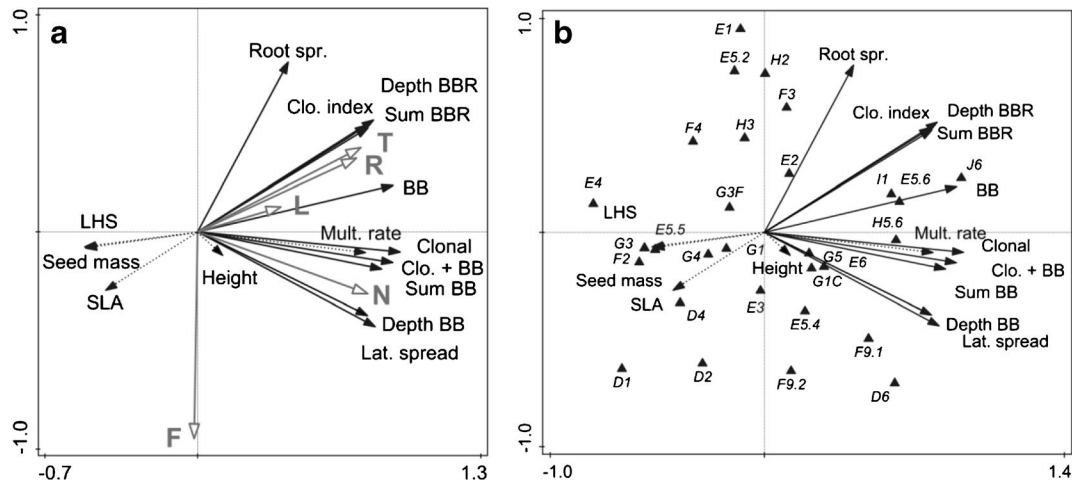 a
1.0
Root spr.
Depth BBR
Clo. index
Sum BBR
T
R
BB
L
LHS
Mult. rate
Clonal
Seed mass
Height
Clo. + BB
SLA
N
Sum BB
Depth BB
Lat. spread
F
-1.0
-0.7
1.3
b
1.0
E1
E5.2
H2
Root spr.
F3
Clo. index
Depth BBR
F4
H3
Sum BBR
E2
J6
E4
I1
E5.6
BB
LHS
G3F
H5.6
Mult. rate
E5.5
G3
G1
G5
E6
Clonal
F2
G4
Height
G1C
Clo. + BB
Seed mass
SLA
E3
Sum BB
D4
E5.4
Depth BB
Lat. spread
F9.1
D1
D2
F9.2
D6
-1.0
-1.0
1.4